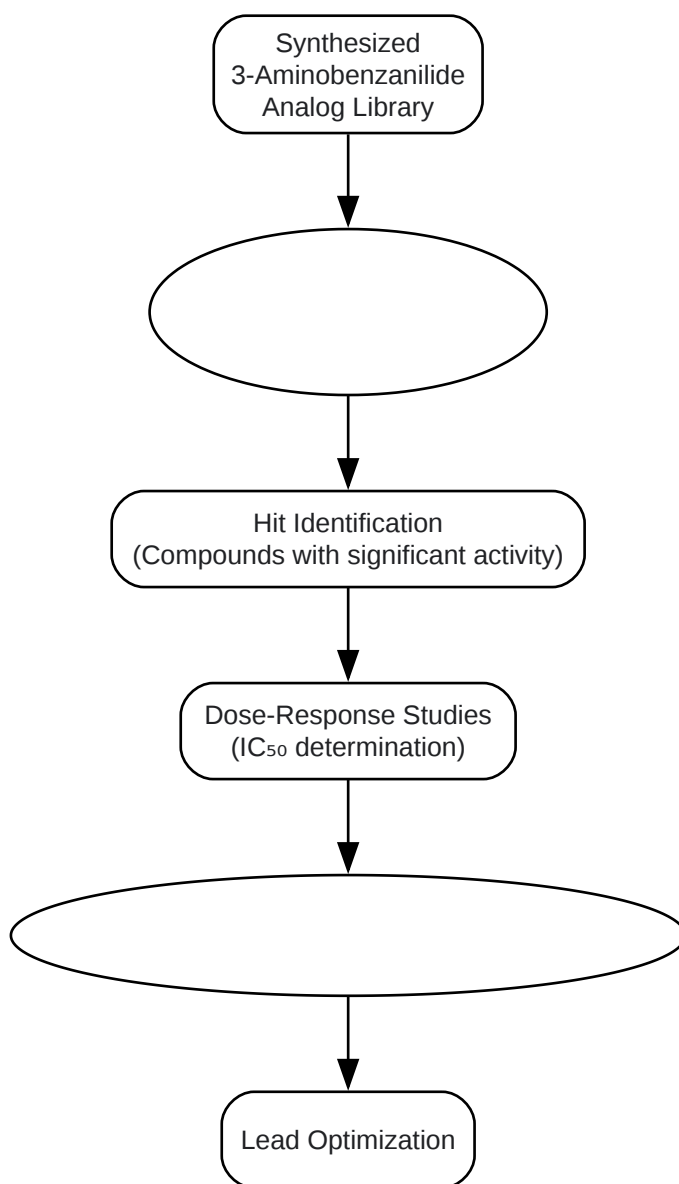 Synthesized
3-Aminobenzanilide
Analog Library
Hit Identification
(Compounds with significant activity)
Dose-Response Studies
(IC₅₀ determination)
Lead Optimization